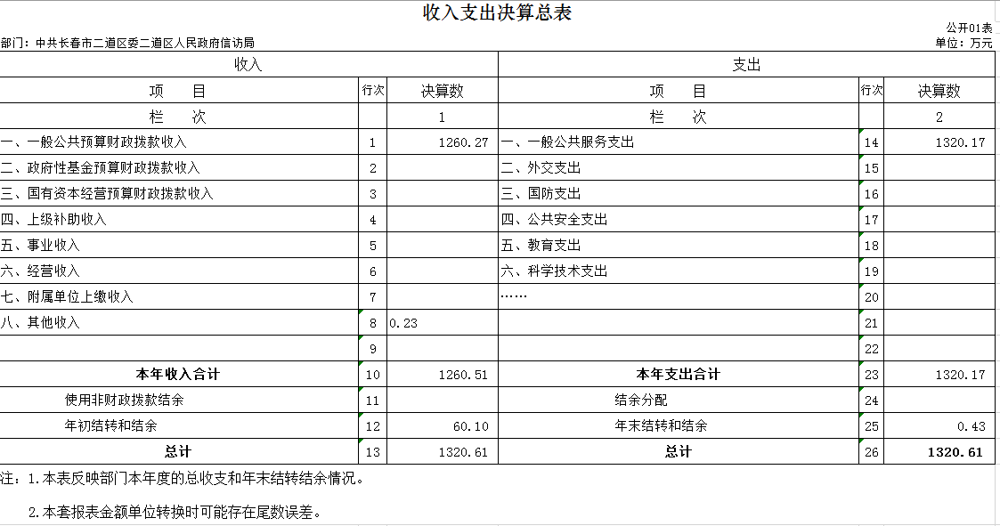 收入支出决算总表
公开01表
部门：中共长春市二道区委二道区人民政府信访局 单位：万元
收入 支出
项 目 行次 决算数 项 目 行次 决算数
栏 次 1 栏 次 2
一、一般公共预算财政拨款收入 1 1260.27 一、一般公共服务支出 14 1320.17
二、政府性基金预算财政拨款收入 2 二、外交支出 15
三、国有资本经营预算财政拨款收入 3 三、国防支出 16
四、上级补助收入 4 四、公共安全支出 17
五、事业收入 5 五、教育支出 18
六、经营收入 6 六、科学技术支出 19
七、附属单位上缴收入 7 …… 20
八、其他收入 8 0.23 21
9 22
本年收入合计 10 1260.51 本年支出合计 23 1320.17
使用非财政拨款结余 11 结余分配 24
年初结转和结余 12 60.10 年末结转和结余 25 0.43
总计 13 1320.61 总计 26 1320.61
注：1.本表反映部门本年度的总收支和年末结转结余情况。
2.本套报表金额单位转换时可能存在尾数误差。